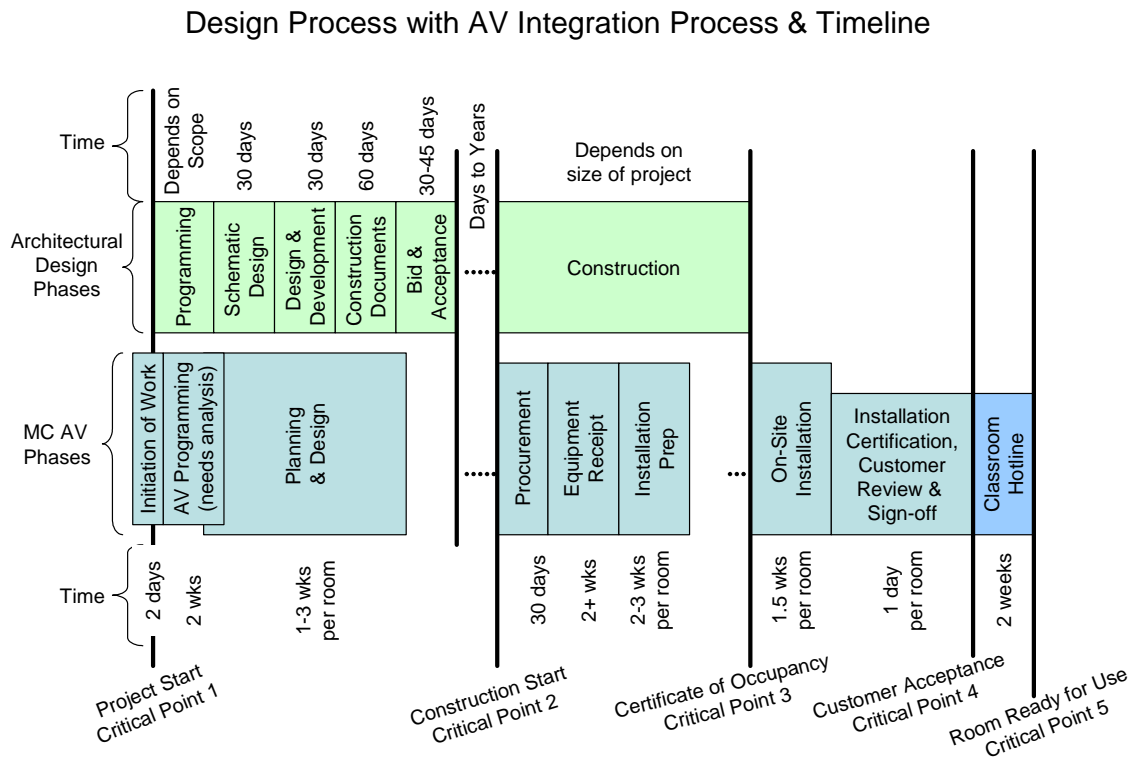 Design Process with AV Integration Process & Timeline
Time
Depends on
Scope
30 days
30 days
60 days
30-45 days
Days to Years
Depends on
size of project
Architectural
Design
Phases
Programming
Schematic
Design
Design &
Development
Construction
Documents
Bid &
Acceptance
Construction
MC AV
Phases
Initiation of Work
AV Programming
(needs analysis)
Planning
& Design
Procurement
Equipment
Receipt
Installation
Prep
On-Site
Installation
Installation
Certification,
Customer
Review &
Sign-off
Classroom
Hotline
Time
2 days
2 wks
1-3 wks
per room
30 days
2+ wks
2-3 wks
per room
1.5 wks
per room
1 day
per room
2 weeks
Project Start
Critical Point 1
Construction Start
Critical Point 2
Certificate of Occupancy
Critical Point 3
Customer Acceptance
Critical Point 4
Room Ready for Use
Critical Point 5